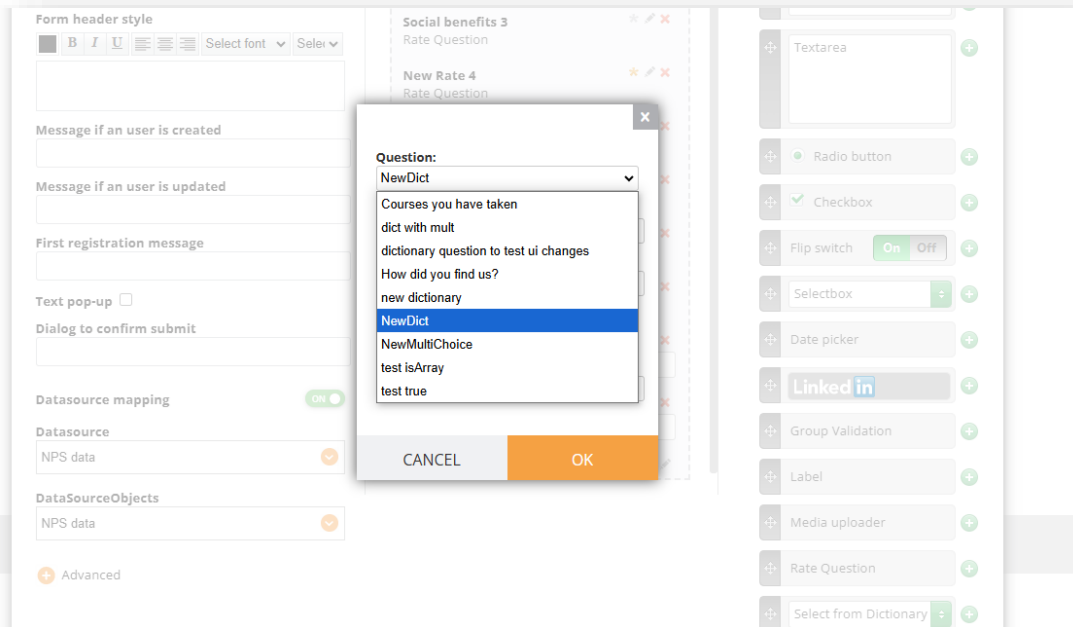 Form header style
B I U Select font Selec
Message if an user is created
Message if an user is updated
First registration message
Text pop-up
Dialog to confirm submit
Datasource mapping ON
Datasource
NPS data
DataSourceObjects
NPS data
Advanced
Social benefits 3
Rate Question
New Rate 4
Rate Question
x
Question:
NewDict
Courses you have taken
dict with mult
dictionary question to test ui changes
How did you find us?
new dictionary
NewDict
NewMultiChoice
test isArray
test true
CANCEL OK
Textarea
Radio button
Checkbox
Flip switch On Off
Selectbox
Date picker
Linked in
Group Validation
Label
Media uploader
Rate Question
Select from Dictionary